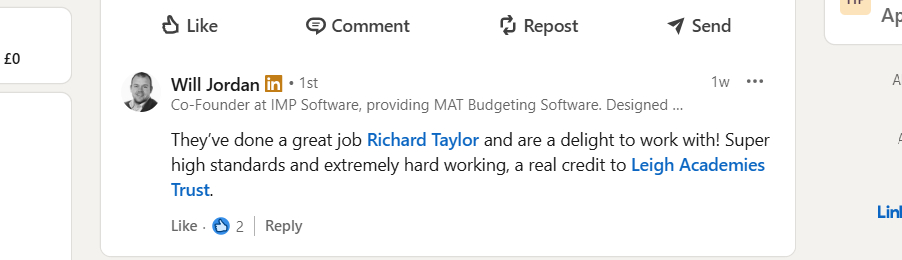 Like Comment Repost Send
£0
Will Jordan in • 1st 1w •••
Co-Founder at IMP Software, providing MAT Budgeting Software. Designed ...
They’ve done a great job Richard Taylor and are a delight to work with! Super
high standards and extremely hard working, a real credit to Leigh Academies
Trust.
Like · 2 | Reply
Ap
A
Link